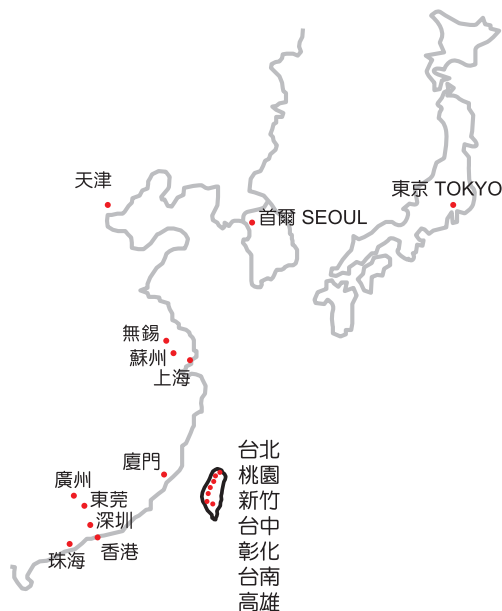 天津
東京 TOKYO
首爾 SEOUL
無錫
蘇州
上海
廈門
廣州
東莞
深圳
香港
珠海
台北
桃園
新竹
台中
彰化
台南
高雄